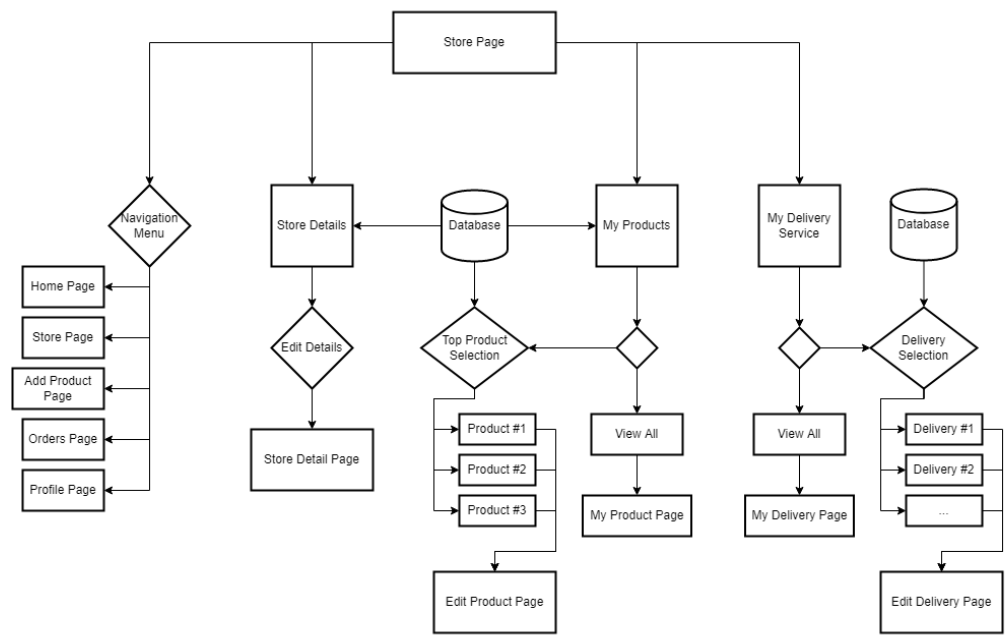 Store Page
Navigation
Menu
Store Details
Database
My Products
My Delivery
Service
Database
Home Page
Store Page
Add Product
Page
Orders Page
Profile Page
Edit Details
Store Detail Page
Top Product
Selection
Product #1
Product #2
Product #3
Edit Product Page
View All
My Product Page
View All
My Delivery Page
Delivery
Selection
Delivery #1
Delivery #2
...
Edit Delivery Page